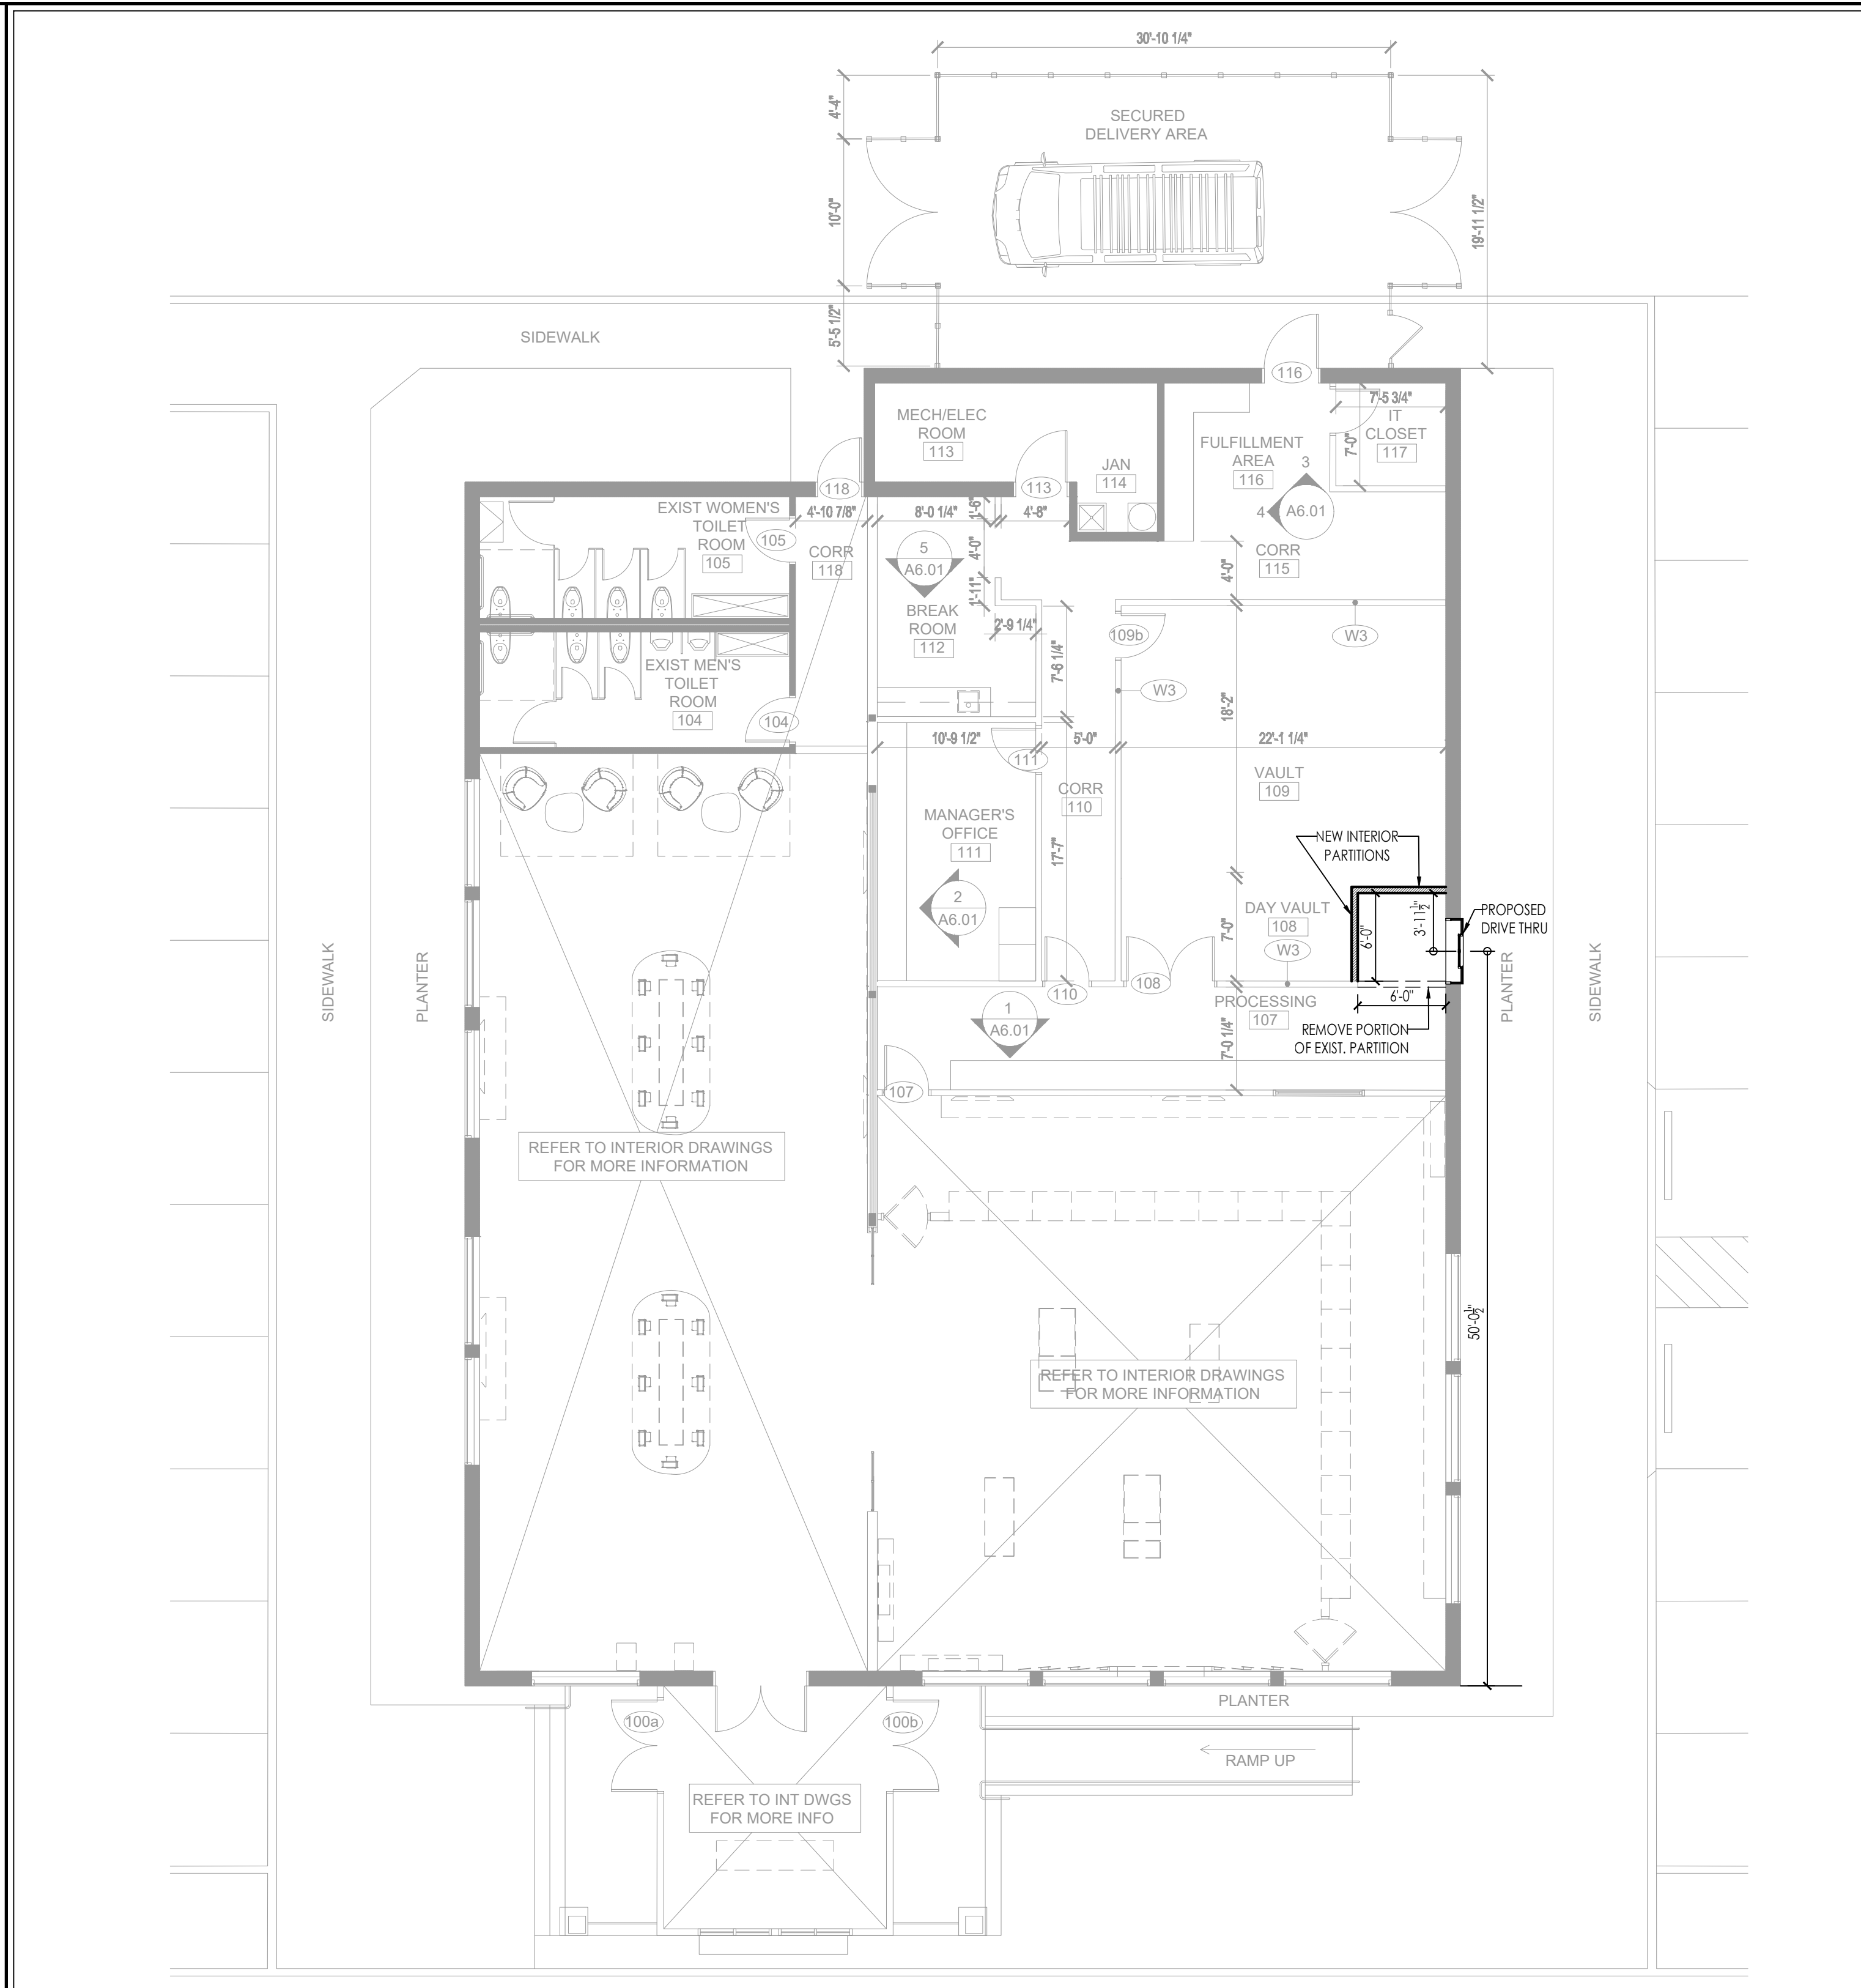 30'-10 1/4"
4'-4"
SECURED
DELIVERY AREA
10'-0"
19'-11 1/2"
5'-5 1/2"
SIDEWALK
116
MECH/ELEC
ROOM
113
7'-5 3/4"
IT
CLOSET
117
7'-0"
FULFILLMENT
AREA
116
JAN
114
3
4
A6.01
118
113
EXIST WOMEN'S
TOILET
ROOM
105
105
4'-10 7/8"
8'-0 1/4"
1'-6"
4'-8"
CORR
118
5
A6.01
4'-0"
1'-11"
CORR
115
4'-0"
BREAK
ROOM
112
2'-9 1/4"
109b
W3
EXIST MEN'S
TOILET
ROOM
104
104
7'-6 1/4"
W3
18'-2"
10'-9 1/2"
5'-0"
22'-1 1/4"
111
CORR
110
VAULT
109
MANAGER'S
OFFICE
111
17'-7"
NEW INTERIOR
PARTITIONS
2
A6.01
DAY VAULT
108
W3
7'-0"
6'-0"
3'-11 1/2"
PROPOSED
DRIVE THRU
SIDEWALK
PLANTER
PLANTER
SIDEWALK
110
108
6'-0"
1
A6.01
PROCESSING
107
7'-0 1/4"
REMOVE PORTION
OF EXIST. PARTITION
107
REFER TO INTERIOR DRAWINGS
FOR MORE INFORMATION
50'-0 1/2"
REFER TO INTERIOR DRAWINGS
FOR MORE INFORMATION
PLANTER
100a
100b
RAMP UP
REFER TO INT DWGS
FOR MORE INFO